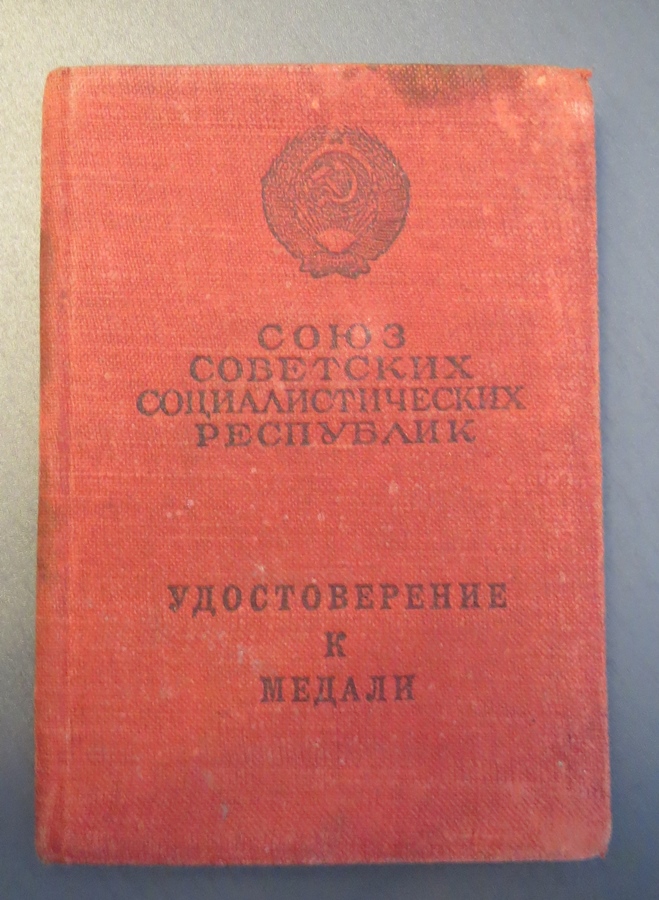 СОЮЗ
СОВЕТСКИХ
СОЦИАЛИСТИЧЕСКИХ
РЕСПУБЛИК
УДОСТОВЕРЕНИЕ
К
МЕДАЛИ